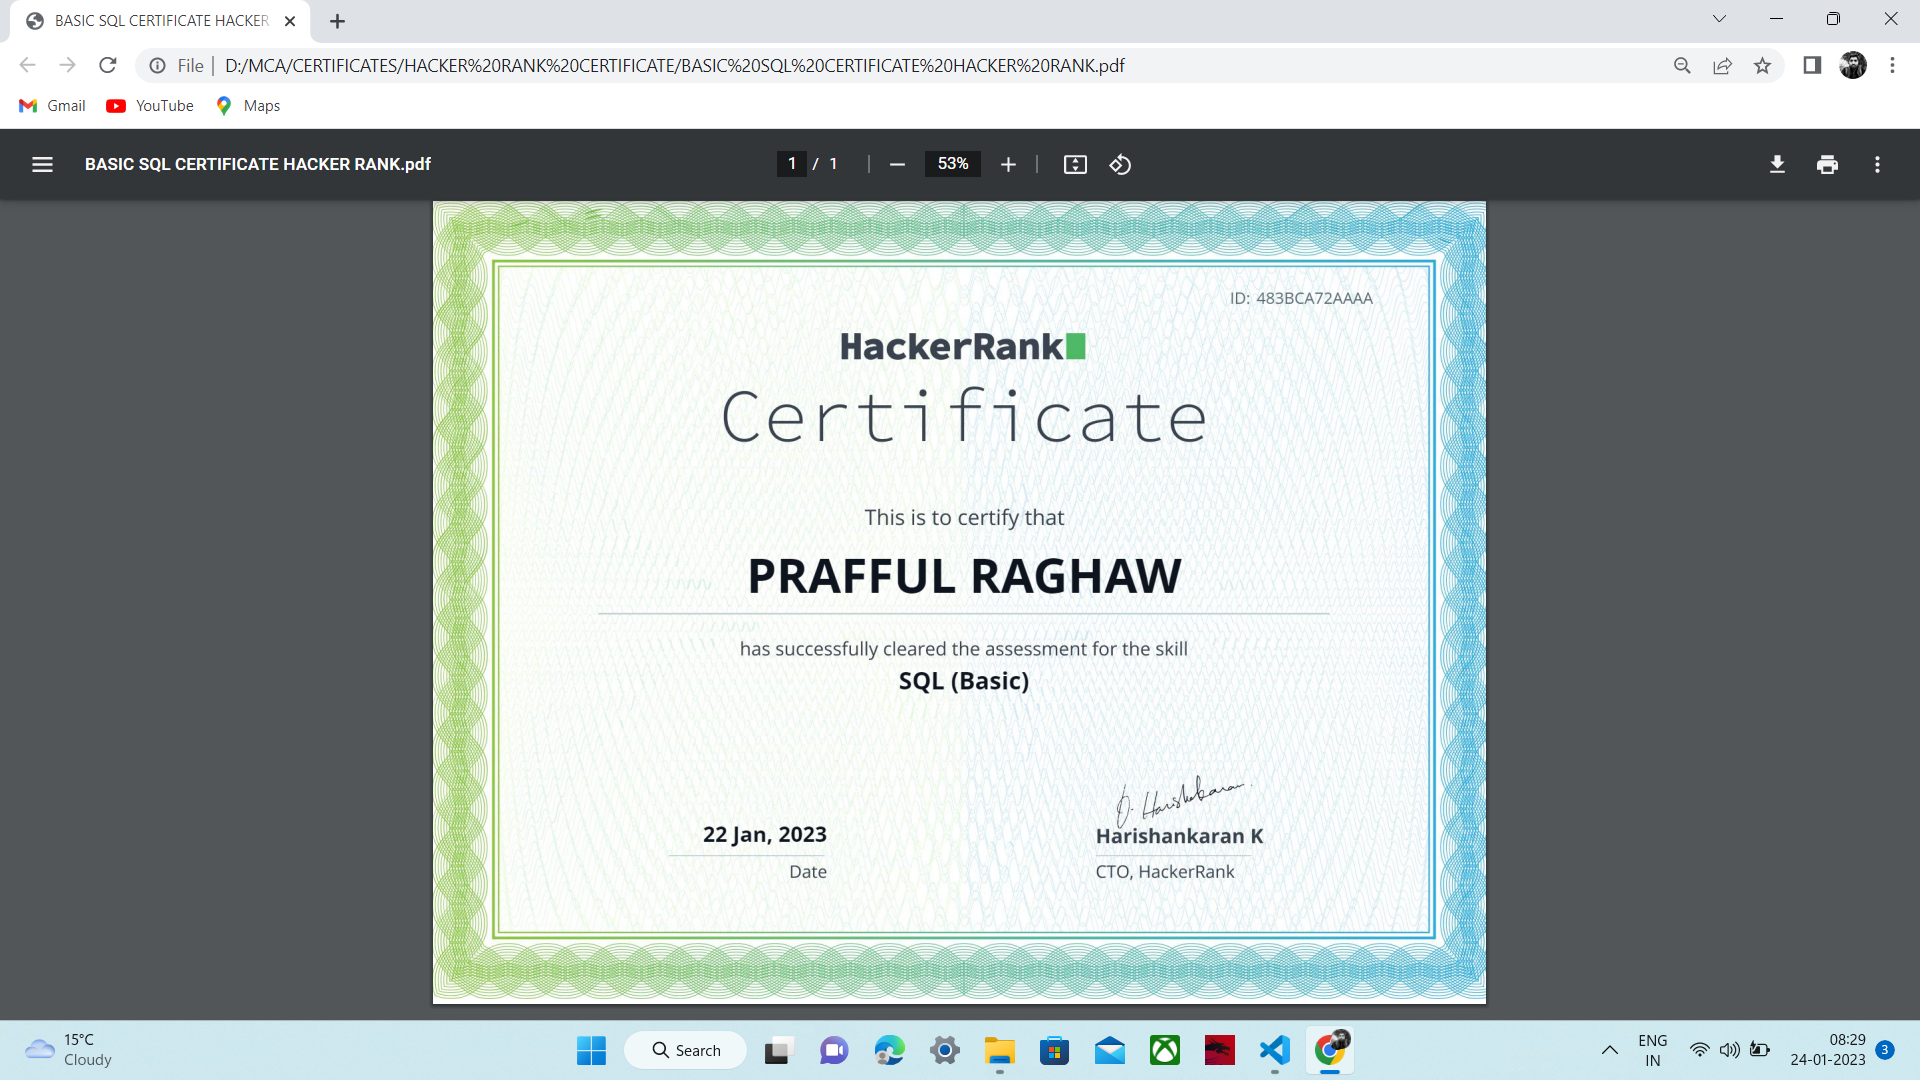 BASIC SQL CERTIFICATE HACKER
File
D:/MCA/CERTIFICATES/HACKER%20RANK%20CERTIFICATE/BASIC%20SQL%20CERTIFICATE%20HACKER%20RANK.pdf
Gmail YouTube Maps
BASIC SQL CERTIFICATE HACKER RANK.pdf
1 / 1
53%
ID: 483BCA72AAAA
HackerRank
Certificate
This is to certify that
PRAFFUL RAGHAW
has successfully cleared the assessment for the skill
SQL (Basic)
D. Harishankaran
22 Jan, 2023
Harishankaran K
Date
CTO, HackerRank
15°C
Cloudy
Search
ENG
IN
08:29
24-01-2023
3